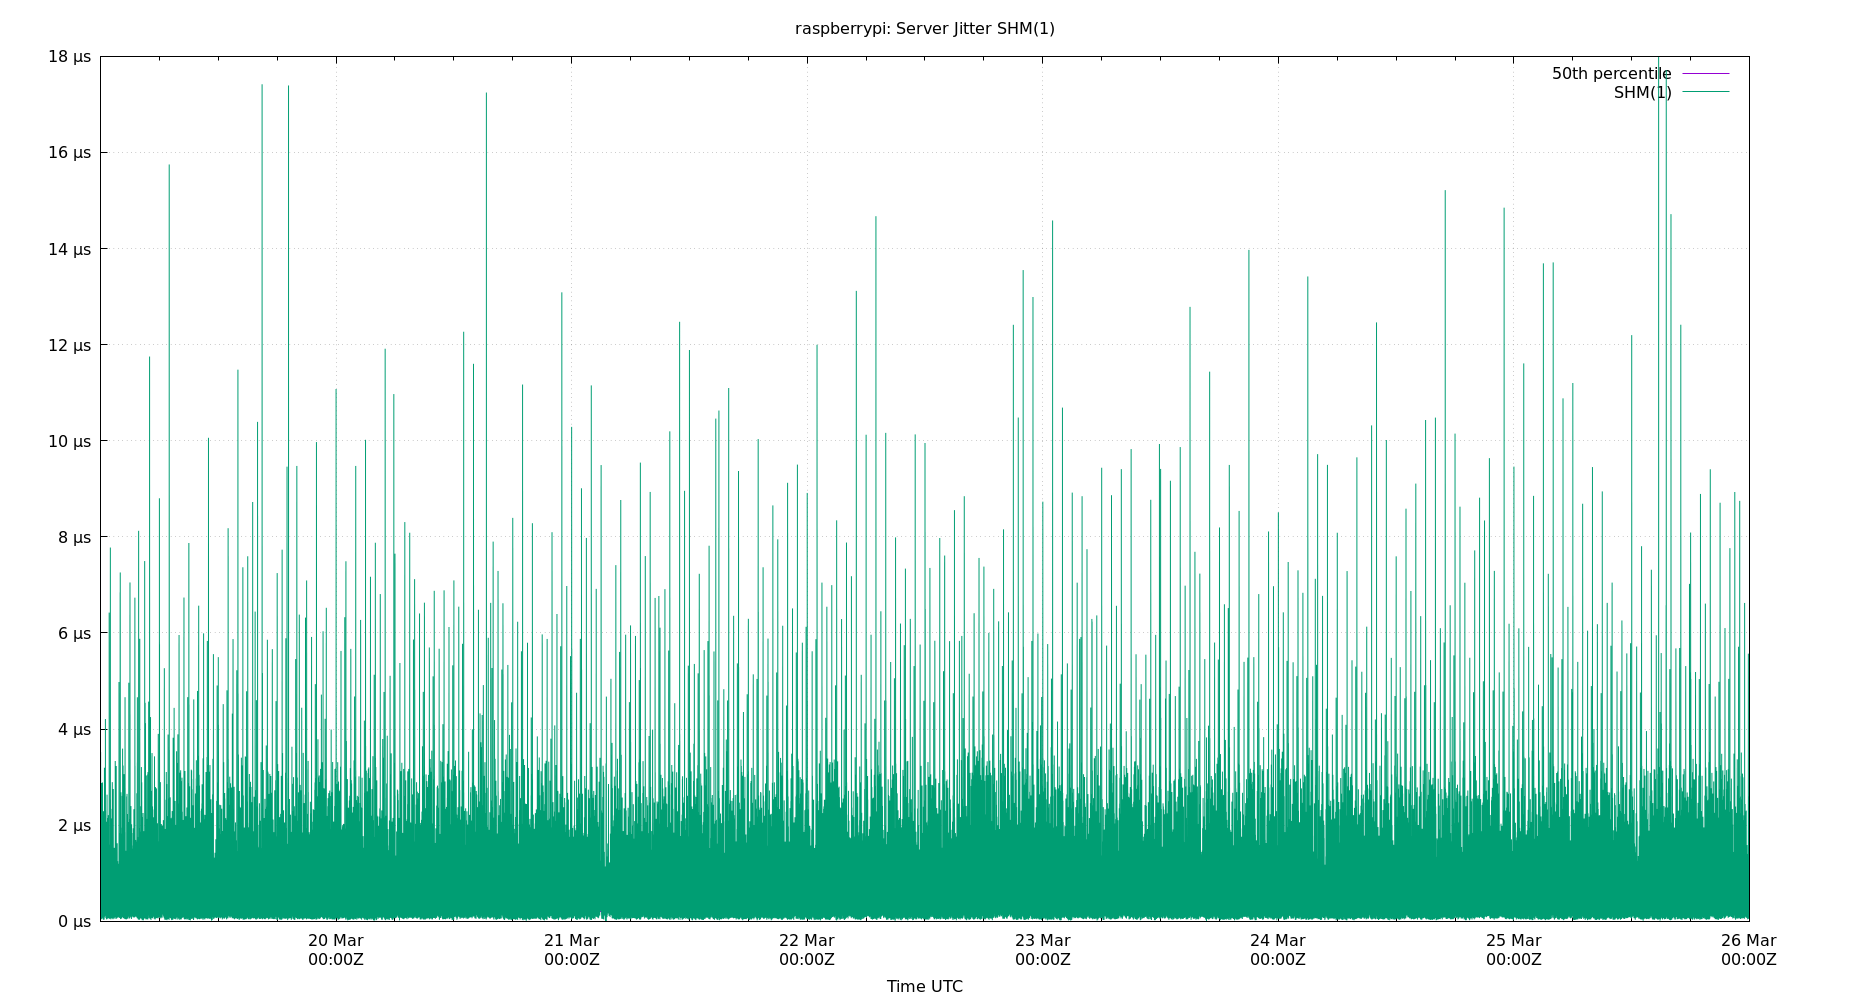 raspberrypi: Server Jitter SHM(1)
18 µs
50th percentile
SHM(1)
16 µs
14 µs
12 µs
10 µs
8 µs
6 µs
4 µs
2 µs
0 µs
20 Mar 21 Mar 22 Mar 23 Mar 24 Mar 25 Mar 26 Mar
00:00Z 00:00Z 00:00Z 00:00Z 00:00Z 00:00Z 00:00Z
Time UTC